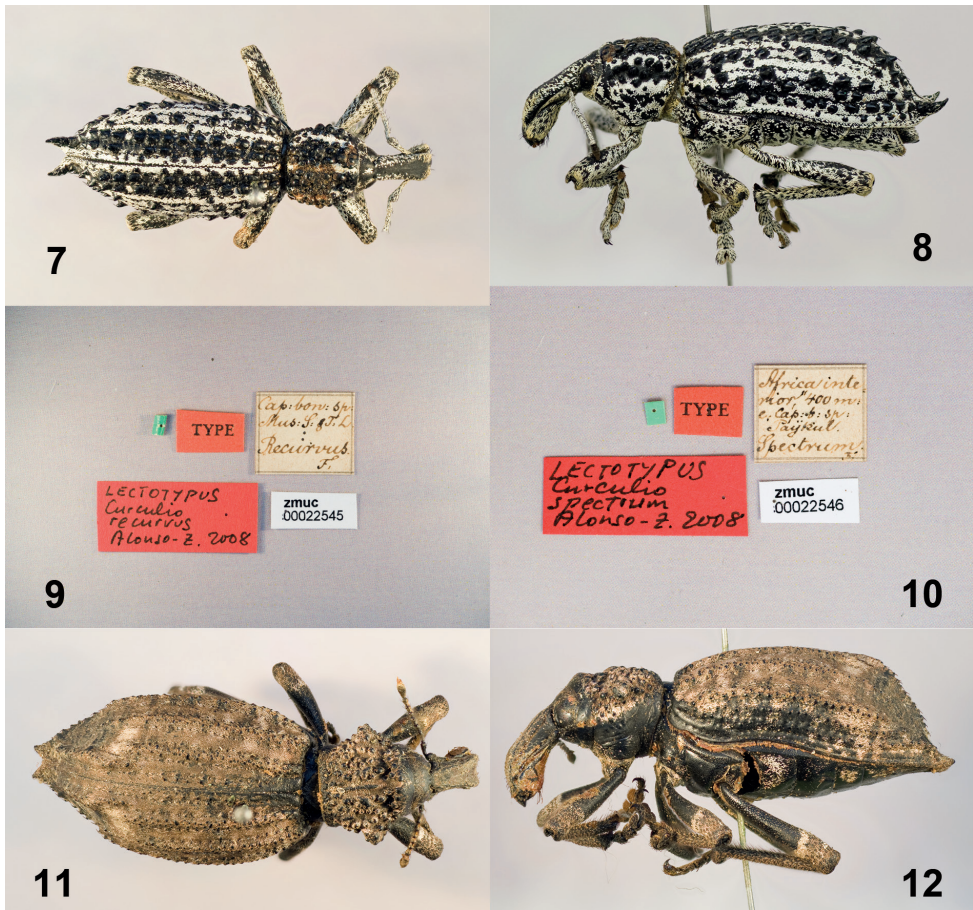 7
8
TYPE
Cap: bon: sp:
Mus: S: & T. L.
Recurvus.
F.
LECTOTYPUS
Curculio
recurvus
Alonso-Z. 2008
zmuc
00022545
9
TYPE
Africa inte
rior, 400 m:
e. Cap: b: sp:
Paÿkul.
Spectrum.
LECTOTYPUS
Curculio
spectrum
Alonso-Z. 2008
zmuc
00022546
10
11
12